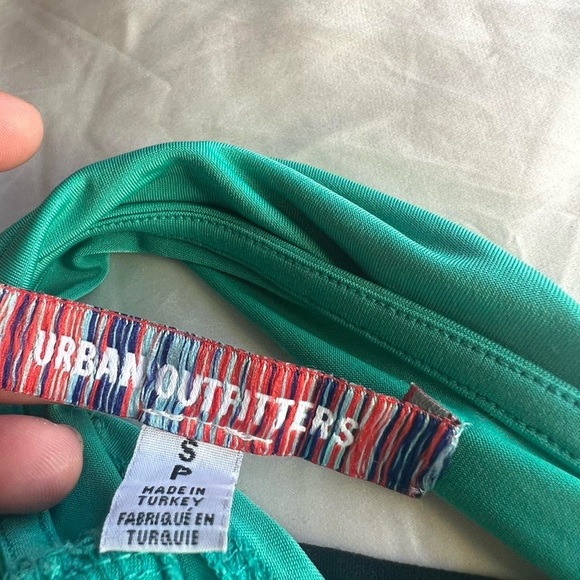 URBAN OUTFITTERS
S
P
MADE IN
TURKEY
FABRIQUÉ EN
TURQUIE